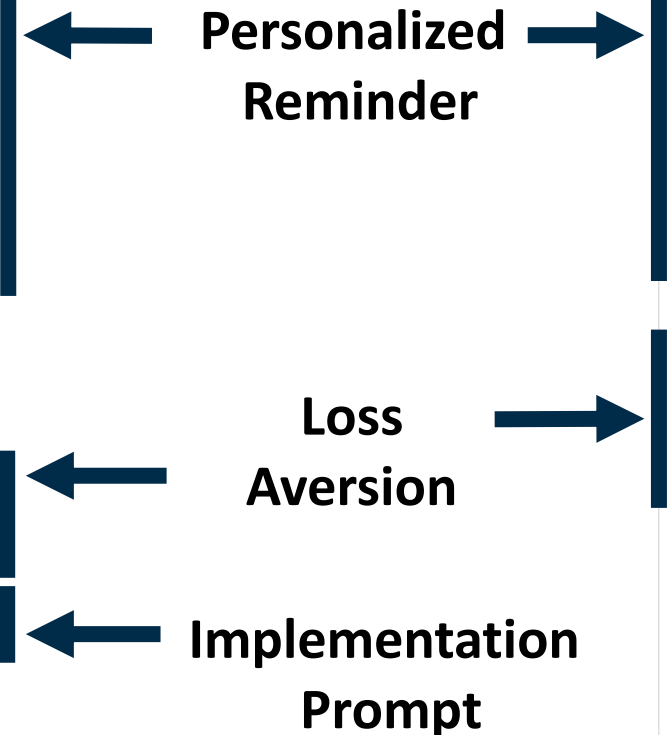 Personalized
Reminder
Loss
Aversion
Implementation
Prompt